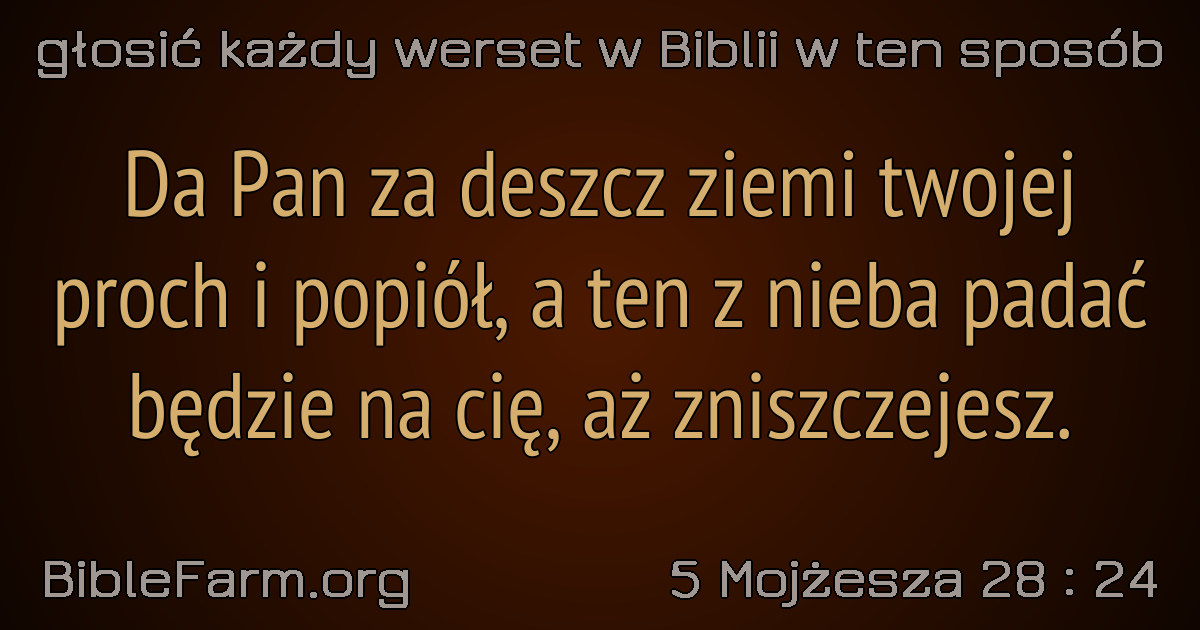 głosić każdy werset w Biblii w ten sposób
Da Pan za deszcz ziemi twojej
proch i popiół, a ten z nieba padać
będzie na cię, aż zniszczejesz.
BibleFarm.org
5 Mojżesza 28 : 24